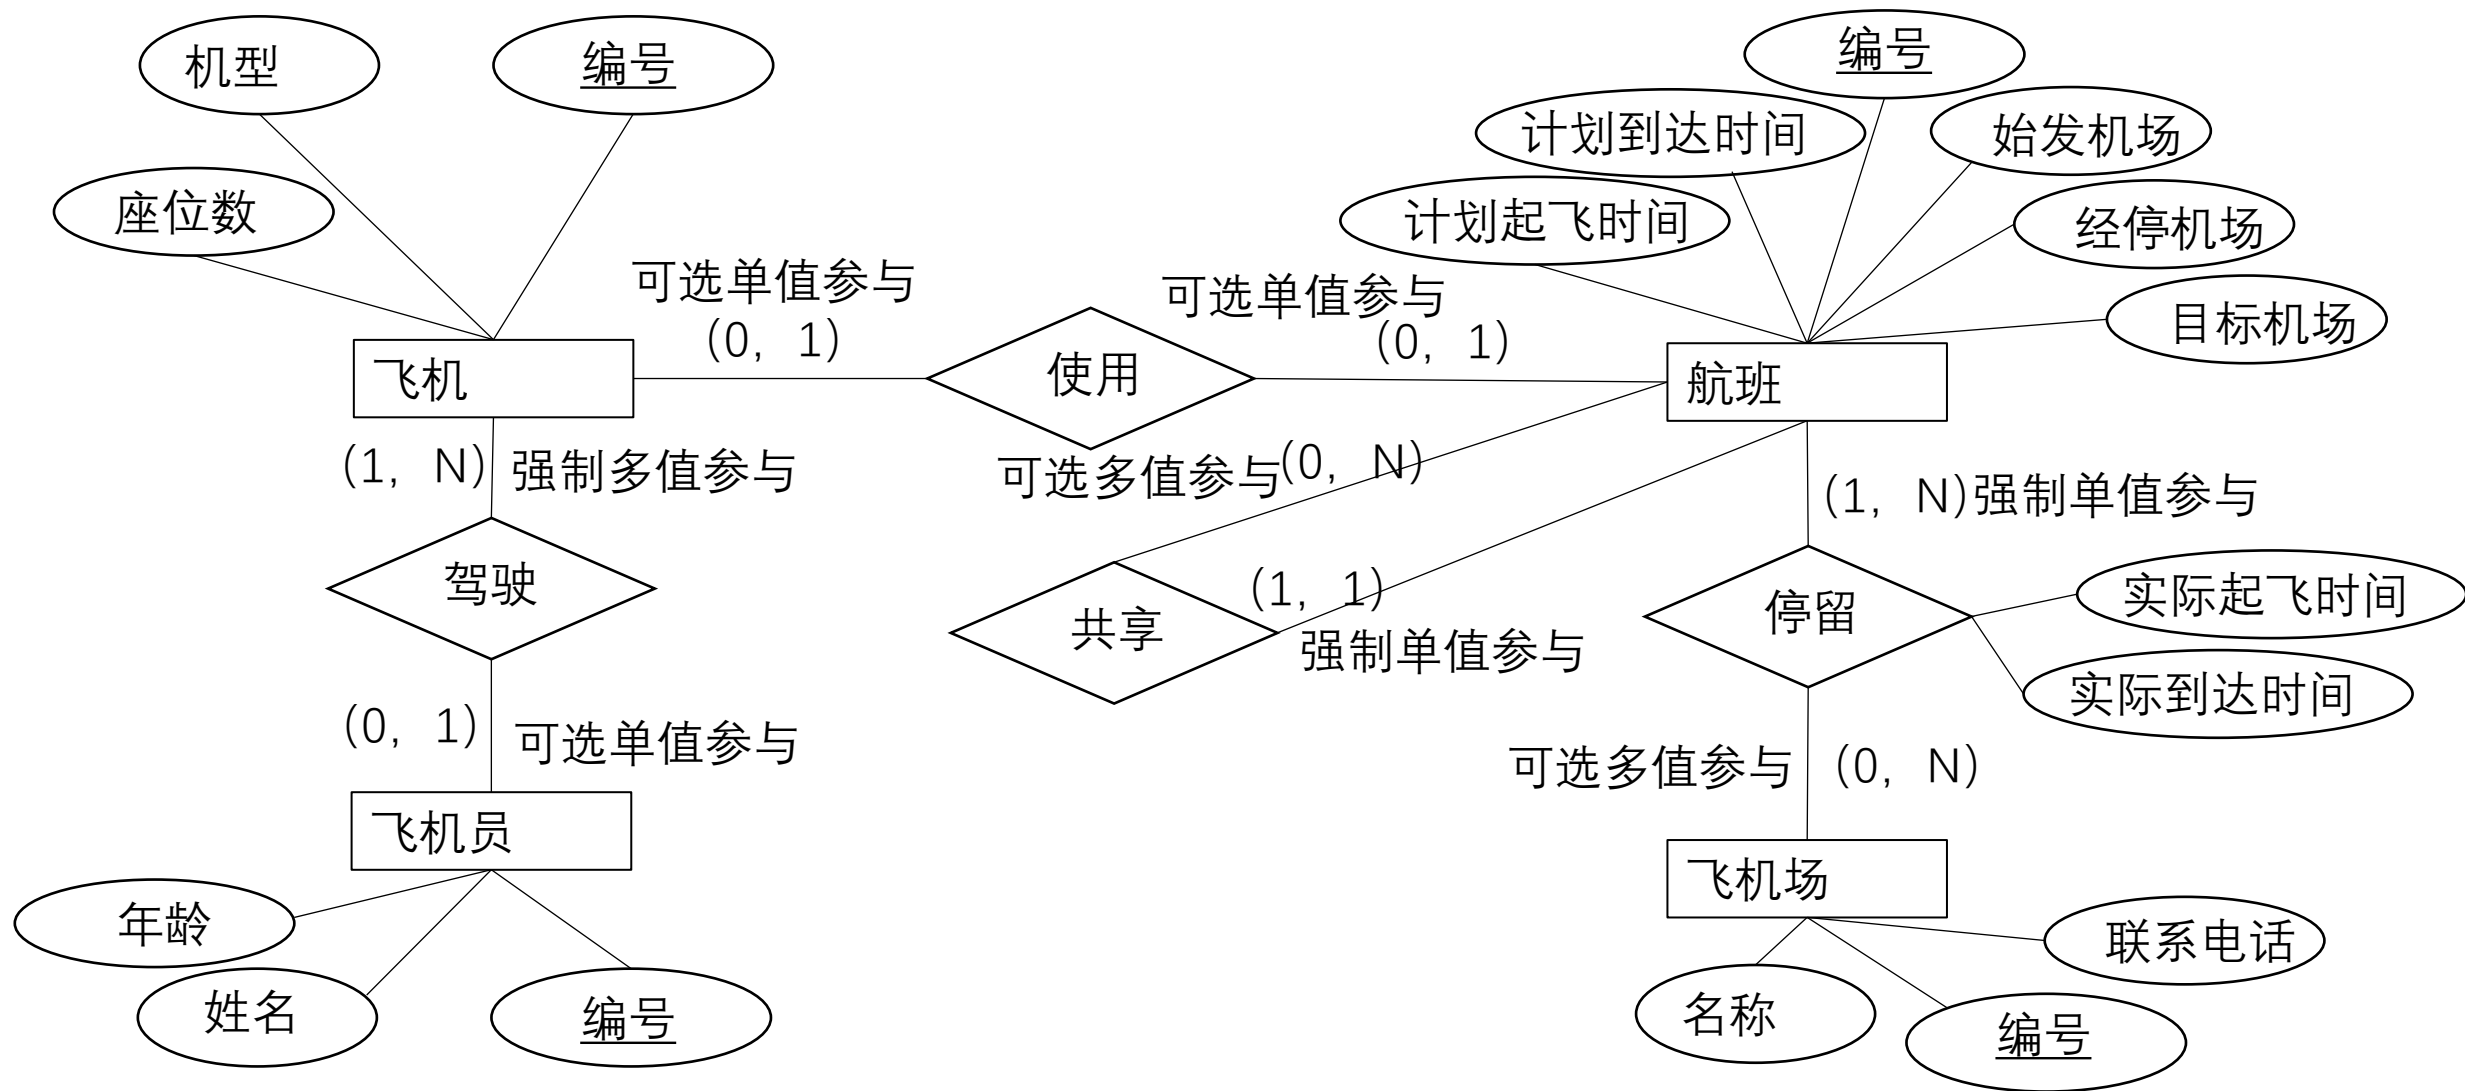 机型
编号
座位数
编号
计划到达时间
始发机场
计划起飞时间
经停机场
目标机场
可选单值参与
(0, 1)
可选单值参与
(0, 1)
飞机
使用
航班
(1, N)
强制多值参与
可选多值参与
(0, N)
(1, N)
强制单值参与
驾驶
共享
(1, 1)
强制单值参与
停留
实际起飞时间
实际到达时间
(0, 1)
可选单值参与
可选多值参与
(0, N)
飞机员
飞机场
年龄
姓名
编号
联系电话
名称
编号